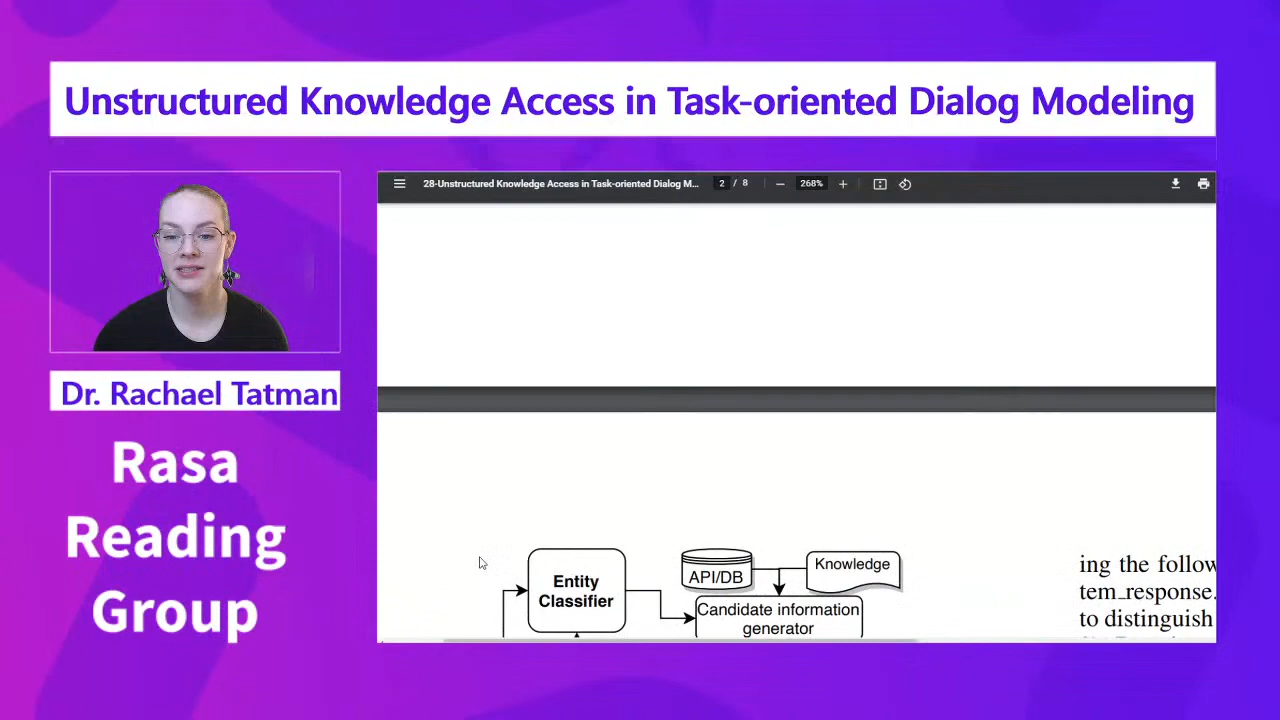 Unstructured Knowledge Access in Task-oriented Dialog Modeling
28-Unstructured Knowledge Access in Task-oriented Dialog M...
2 / 8
268%
Dr. Rachael Tatman
Rasa
Reading
Group
Entity
Classifier
API/DB
Knowledge
Candidate information
generator
ing the follow
tem_response.
to distinguish